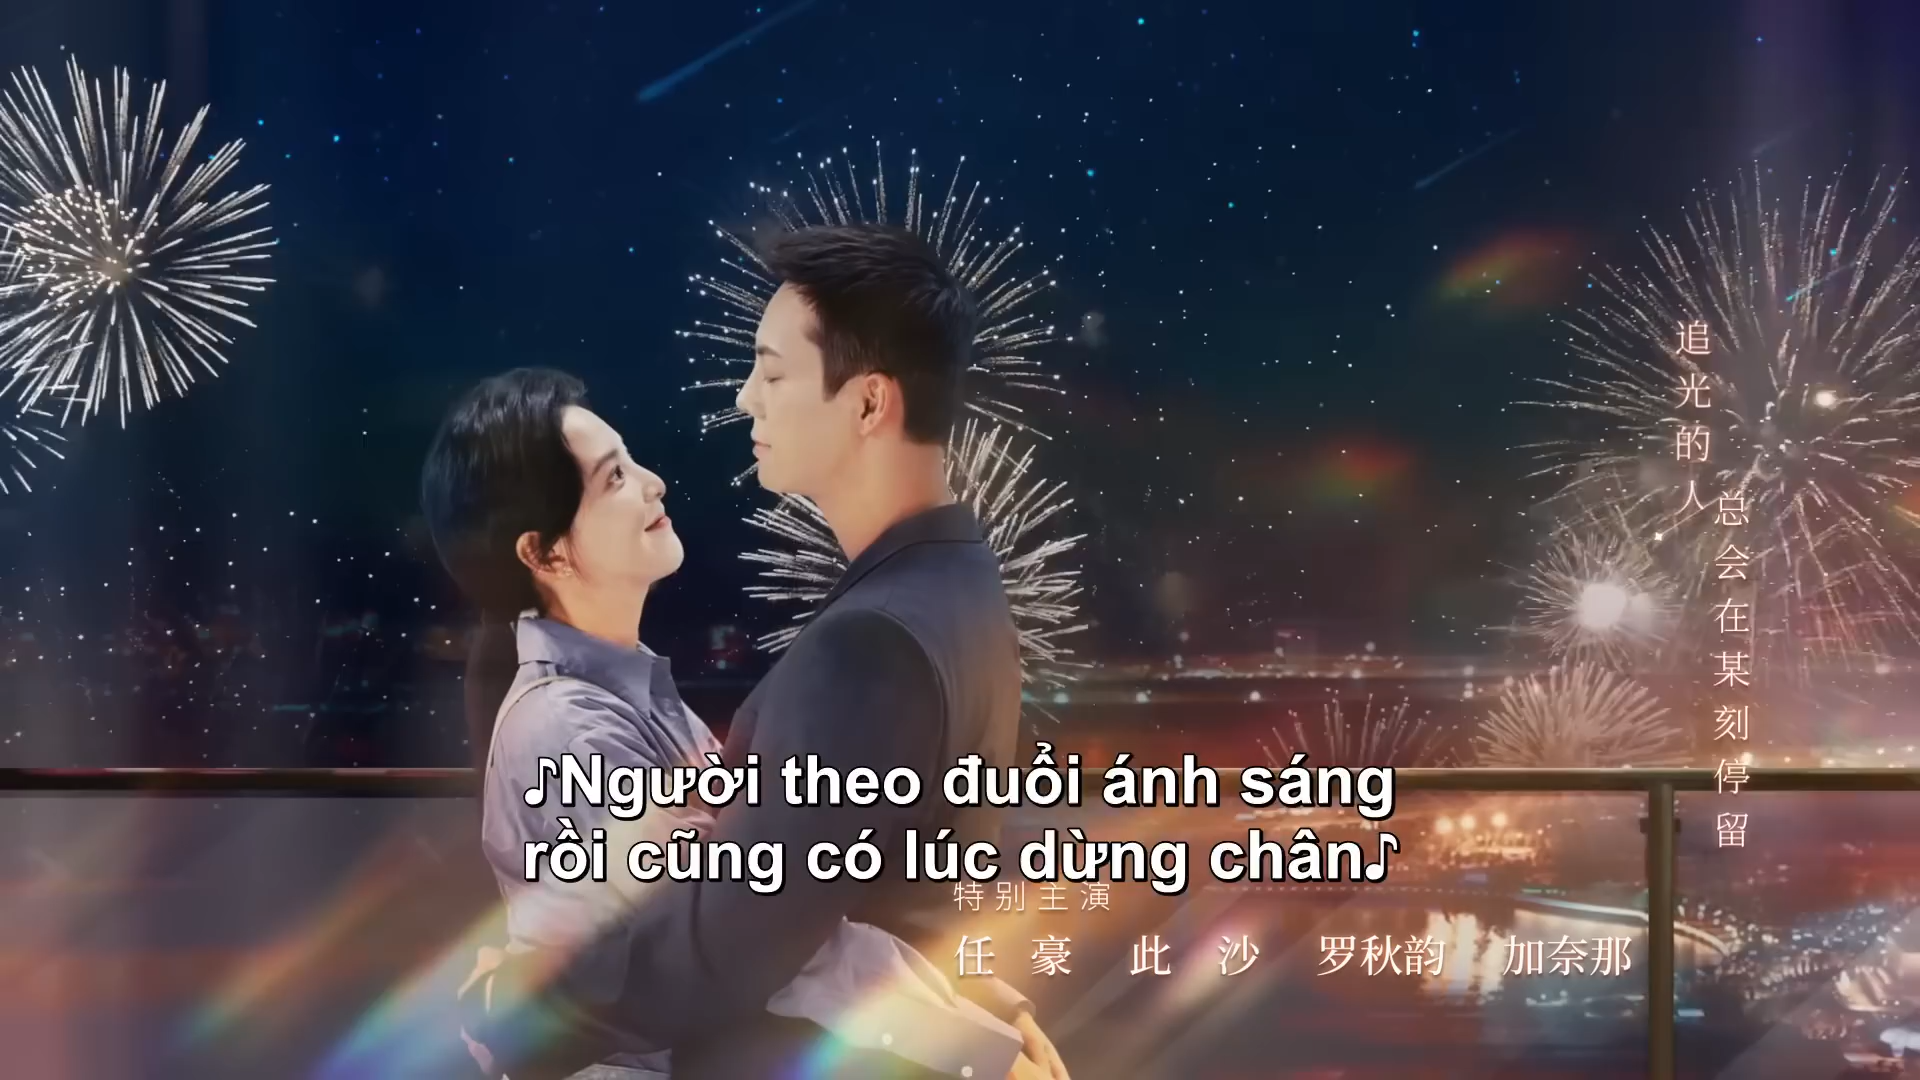 追光的人
总会在某刻停留
♪Người theo đuổi ánh sáng
rồi cũng có lúc dừng chân♪
特别主演
任豪 此沙 罗秋韵 加奈那